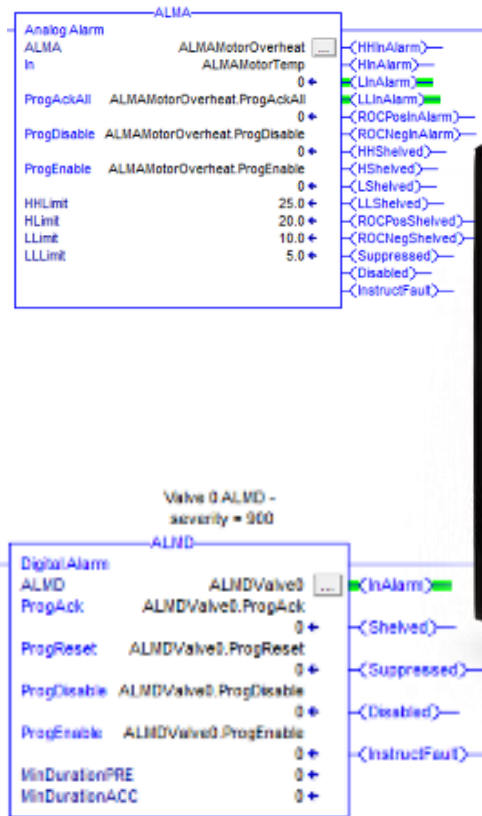 ALMA
Analog Alarm
ALMA ALMAMotorOverheat ... (HHInAlarm)
In ALMAMotorTemp (HInAlarm)
0 (LInAlarm)
ProgAckAll ALMAMotorOverheat.ProgAckAll (LLInAlarm)
0 (ROCPosInAlarm)
ProgDisable ALMAMotorOverheat.ProgDisable (ROCNegInAlarm)
0 (HHShelved)
ProgEnable ALMAMotorOverheat.ProgEnable (HShelved)
0 (LShelved)
HHLimit 25.0 (LLShelved)
HLimit 20.0 (ROCPosShelved)
LLimit 10.0 (ROCNegShelved)
LLLimit 5.0 (Suppressed)
(Disabled)
(InstructFault)
Valve 0 ALMD -
severity = 900
ALMD
Digital Alarm
ALMD ALMDValve0 ... (InAlarm)
ProgAck ALMDValve0.ProgAck
0 (Shelved)
ProgReset ALMDValve0.ProgReset
0 (Suppressed)
ProgDisable ALMDValve0.ProgDisable
0 (Disabled)
ProgEnable ALMDValve0.ProgEnable
0 (InstructFault)
MinDurationPRE 0
MinDurationACC 0